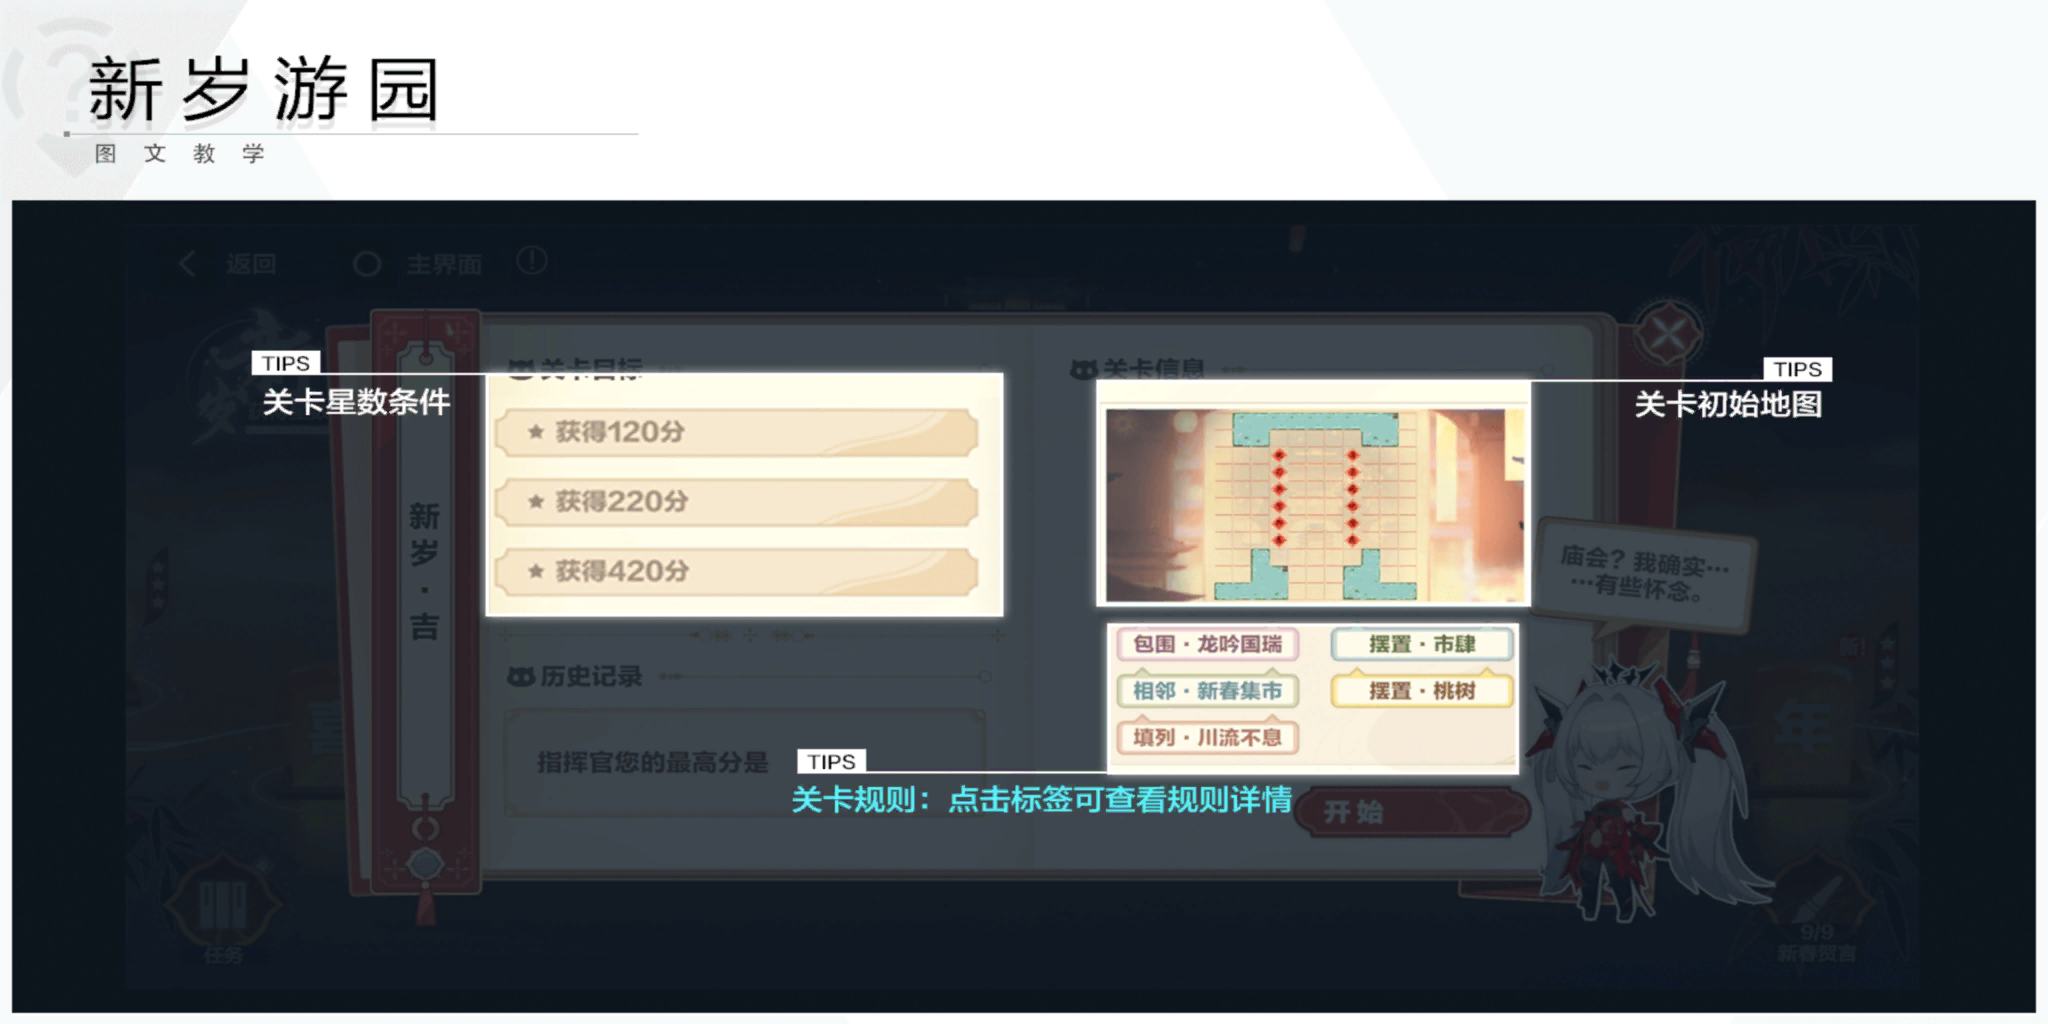 新岁游园
图文教学
返回
主界面
TIPS
关卡星数条件
关卡目标
获得120分
获得220分
获得420分
关卡信息
TIPS
关卡初始地图
新岁·吉
庙会？我确实…
…有些怀念。
包围·龙吟国瑞
摆置·市肆
相邻·新春集市
摆置·桃树
填列·川流不息
历史记录
指挥官您的最高分是
TIPS
关卡规则：点击标签可查看规则详情
开始
年
任务
9/9
新春贺言